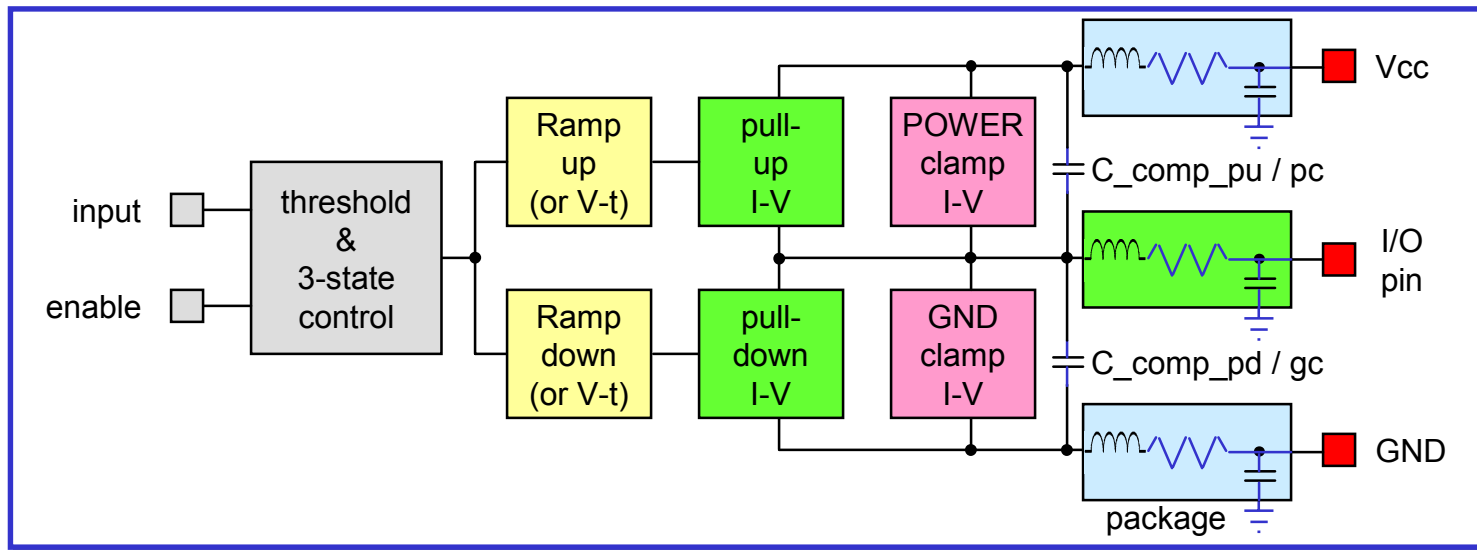 input
enable
threshold
&
3-state
control
Ramp
up
(or V-t)
Ramp
down
(or V-t)
pull-
up
I-V
pull-
down
I-V
POWER
clamp
I-V
GND
clamp
I-V
C_comp_pu / pc
C_comp_pd / gc
package
Vcc
I/O
pin
GND